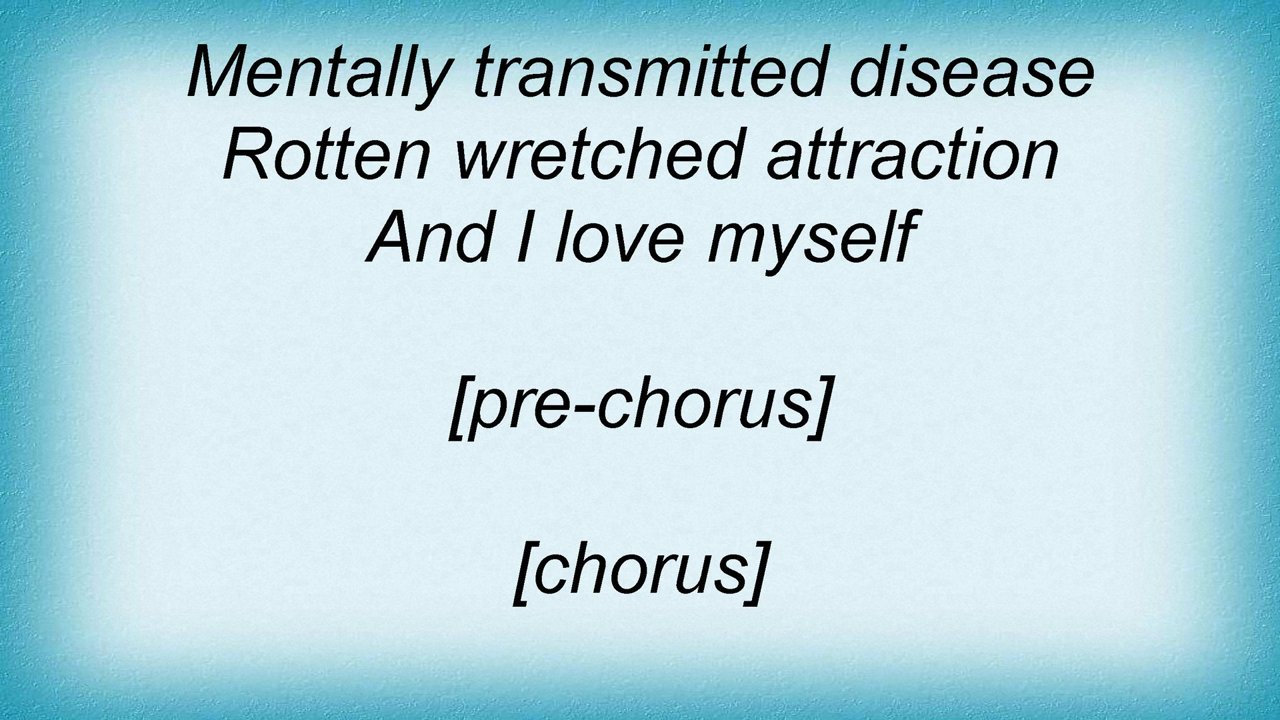 Mentally transmitted disease
Rotten wretched attraction
And I love myself
[pre-chorus]
[chorus]